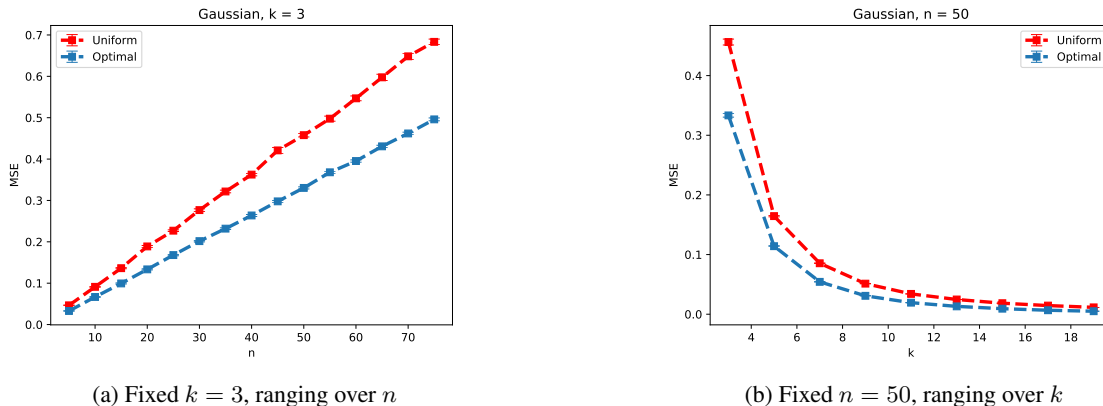 Gaussian, k = 3
0.7
0.6
0.5
0.4
0.3
0.2
0.1
0.0
MSE
Uniform
Optimal
10 20 30 40 50 60 70
n
(a) Fixed k = 3, ranging over n
Gaussian, n = 50
0.4
0.3
0.2
0.1
0.0
MSE
Uniform
Optimal
4 6 8 10 12 14 16 18
k
(b) Fixed n = 50, ranging over k